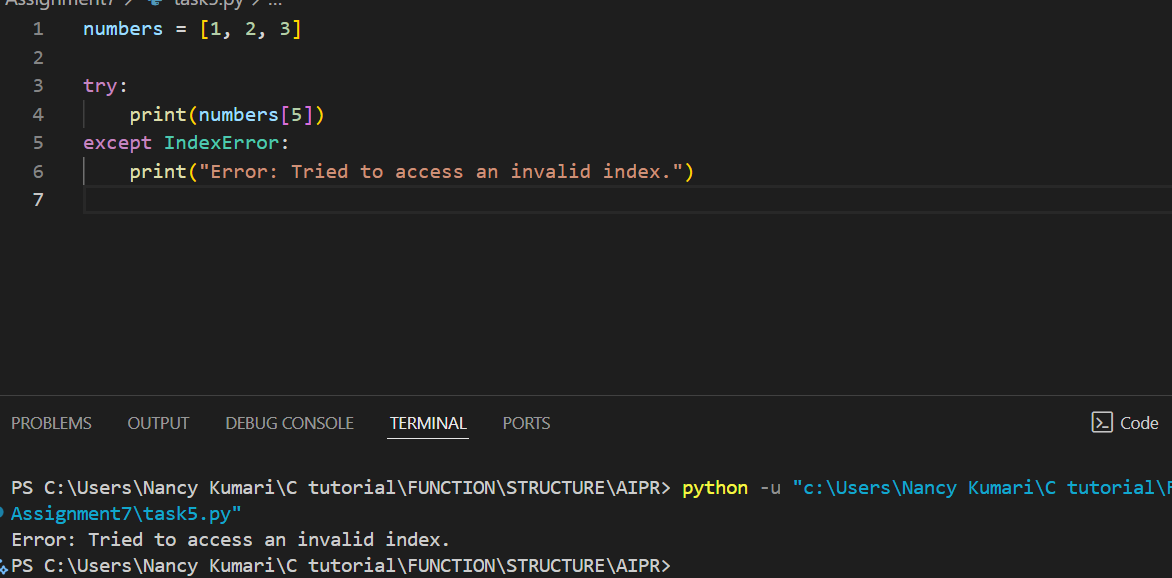 Assignment7 > task5.py > ...
1 numbers = [1, 2, 3]
2
3 try:
4     print(numbers[5])
5 except IndexError:
6     print("Error: Tried to access an invalid index.")
7
PROBLEMS OUTPUT DEBUG CONSOLE TERMINAL PORTS Code
PS C:\Users\Nancy Kumari\C tutorial\FUNCTION\STRUCTURE\AIPR> python -u "c:\Users\Nancy Kumari\C tutorial\F
Assignment7\task5.py"
Error: Tried to access an invalid index.
PS C:\Users\Nancy Kumari\C tutorial\FUNCTION\STRUCTURE\AIPR>